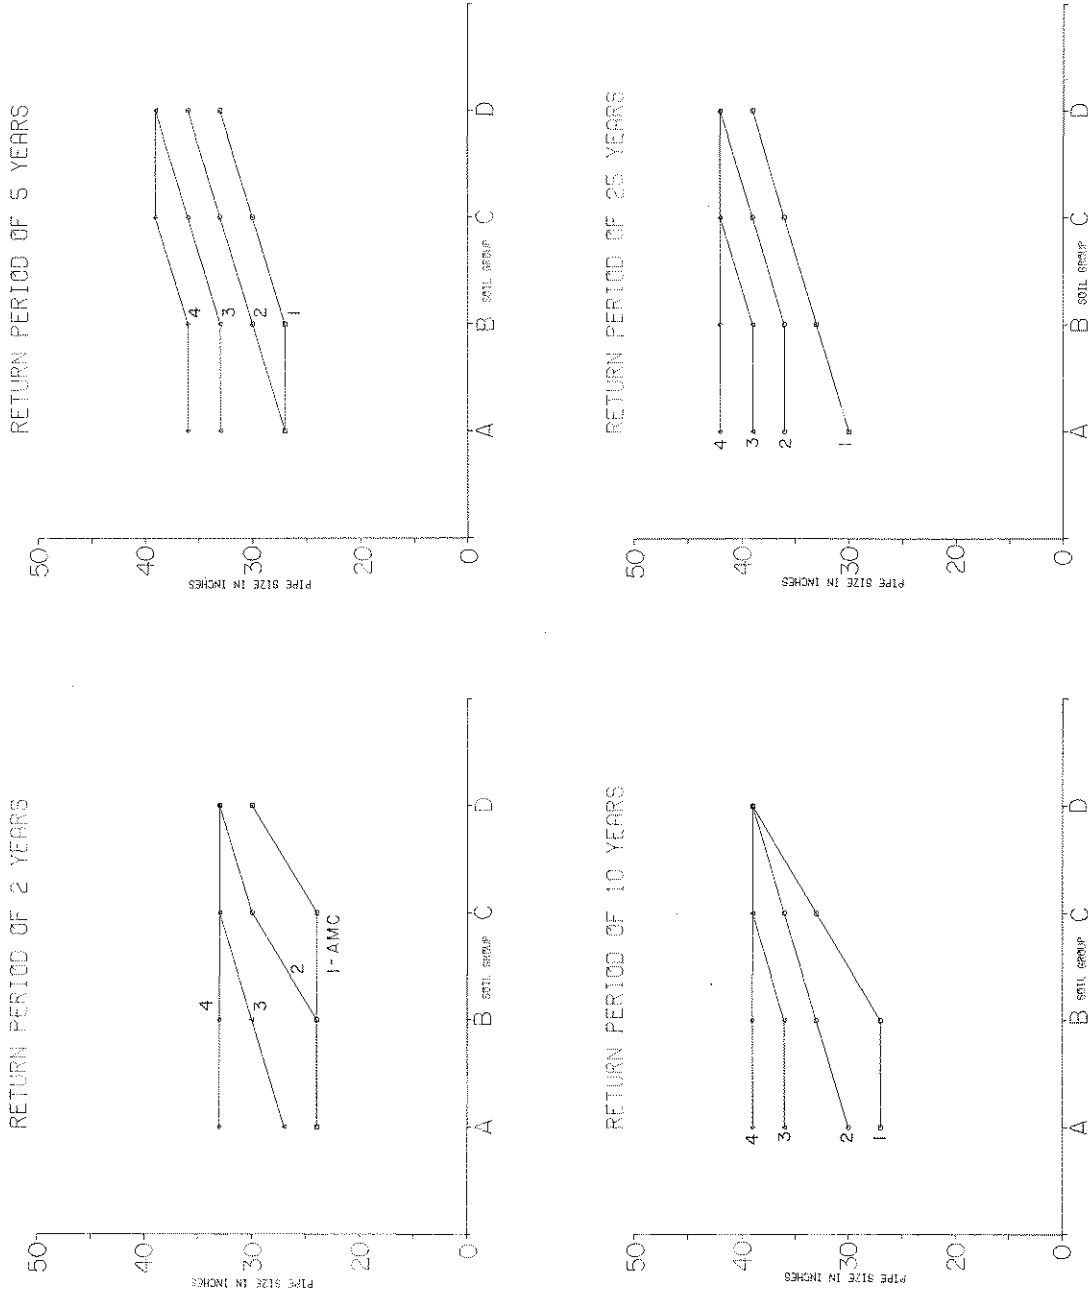 RETURN PERIOD OF 2 YEARS
50
40
30
20
10
0
PIPE SIZE IN INCHES
4
3
2
1-AMC
A
B
C
D
SOIL GROUP
RETURN PERIOD OF 5 YEARS
50
40
30
20
10
0
PIPE SIZE IN INCHES
4
3
2
1
A
B
C
D
SOIL GROUP
RETURN PERIOD OF 10 YEARS
50
40
30
20
10
0
PIPE SIZE IN INCHES
4
3
2
1
A
B
C
D
SOIL GROUP
RETURN PERIOD OF 25 YEARS
50
40
30
20
10
0
PIPE SIZE IN INCHES
4
3
2
1
A
B
C
D
SOIL GROUP